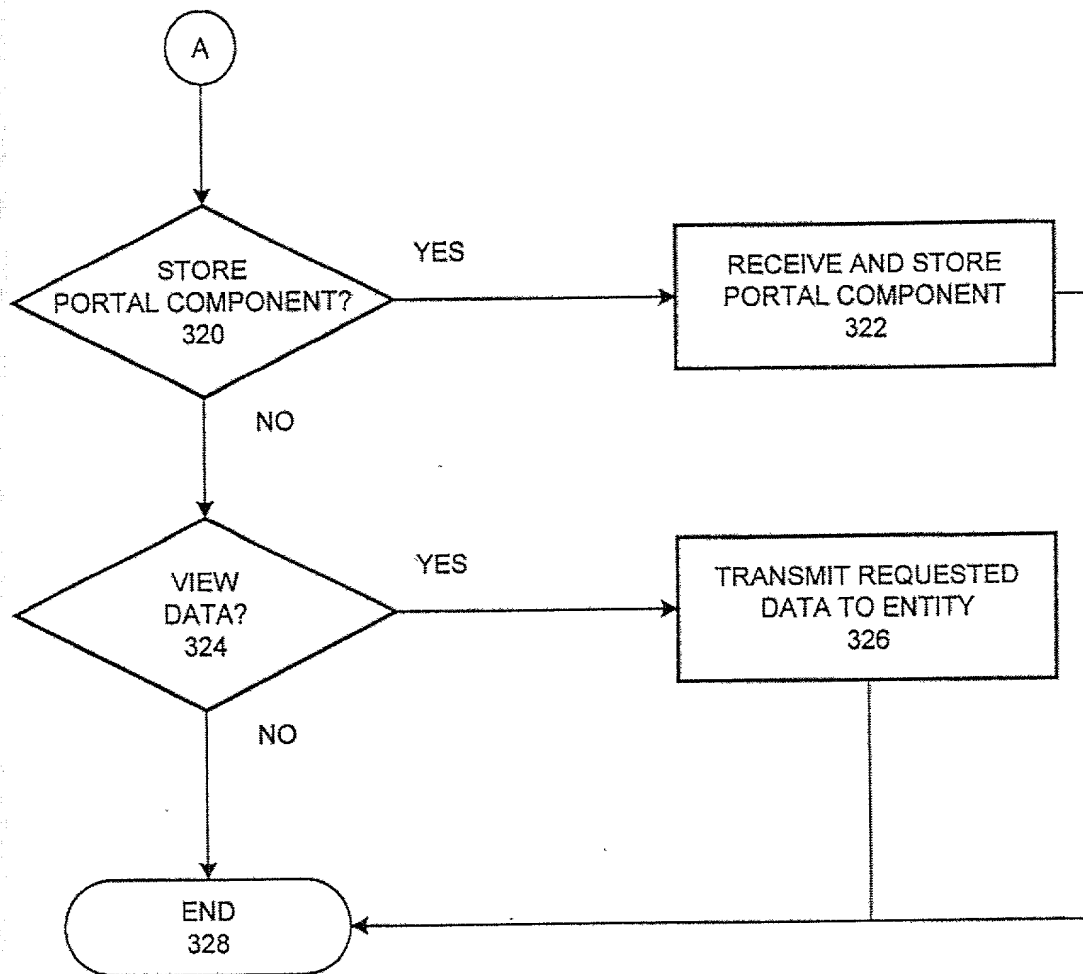 A
STORE
PORTAL COMPONENT?
320
YES
RECEIVE AND STORE
PORTAL COMPONENT
322
NO
VIEW
DATA?
324
YES
TRANSMIT REQUESTED
DATA TO ENTITY
326
NO
END
328